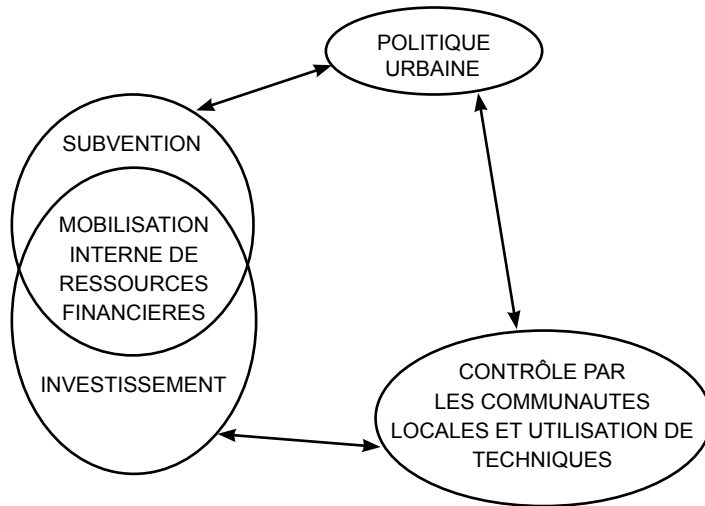 POLITIQUE
URBAINE
SUBVENTION
MOBILISATION
INTERNE DE
RESSOURCES
FINANCIERES
INVESTISSEMENT
CONTRÔLE PAR
LES COMMUNAUTES
LOCALES ET UTILISATION DE
TECHNIQUES